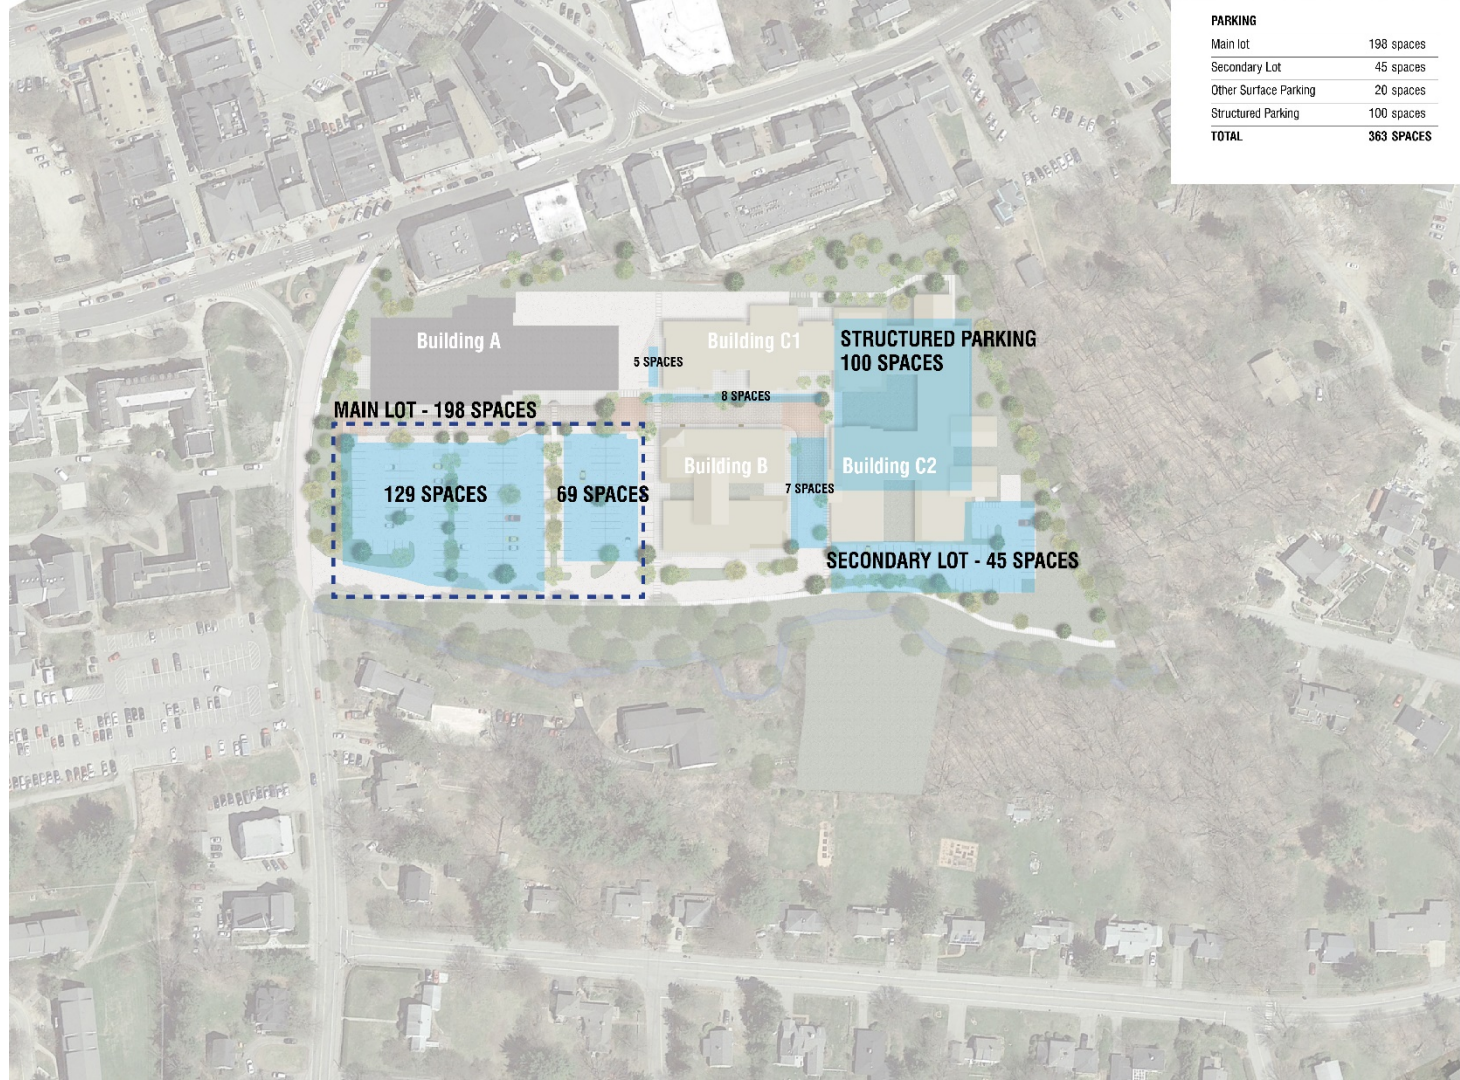 PARKING
Main lot 198 spaces
Secondary Lot 45 spaces
Other Surface Parking 20 spaces
Structured Parking 100 spaces
TOTAL 363 SPACES
Building A
Building C1
STRUCTURED PARKING
100 SPACES
5 SPACES
8 SPACES
MAIN LOT - 198 SPACES
Building B
Building C2
129 SPACES
69 SPACES
7 SPACES
SECONDARY LOT - 45 SPACES